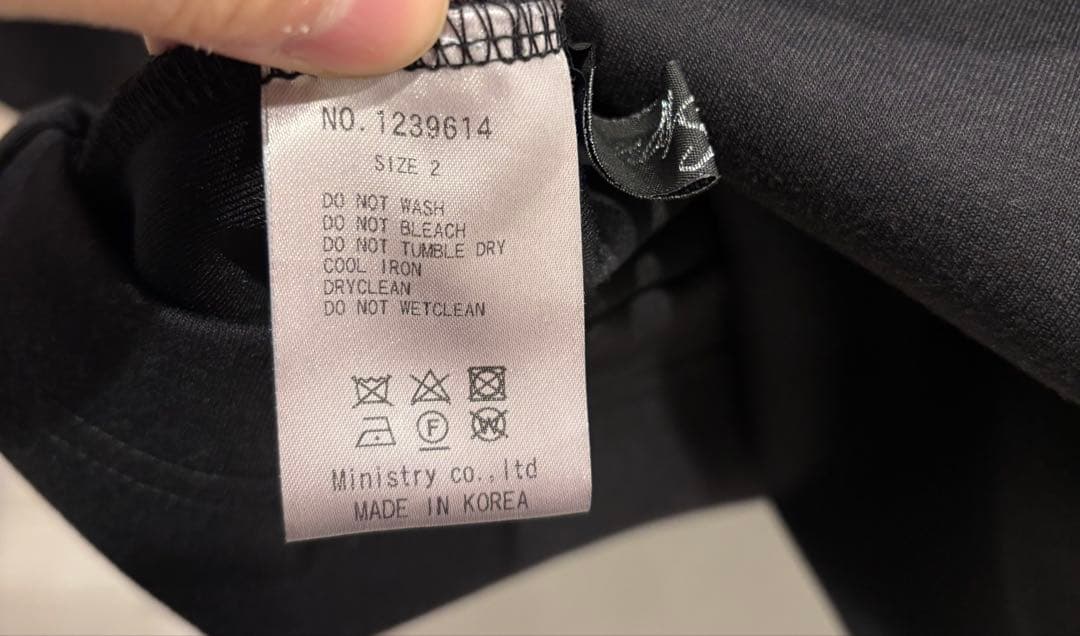 NO. 1239614
SIZE 2
DO NOT WASH
DO NOT BLEACH
DO NOT TUMBLE DRY
COOL IRON
DRYCLEAN
DO NOT WETCLEAN
F W
Ministry co., ltd
MADE IN KOREA